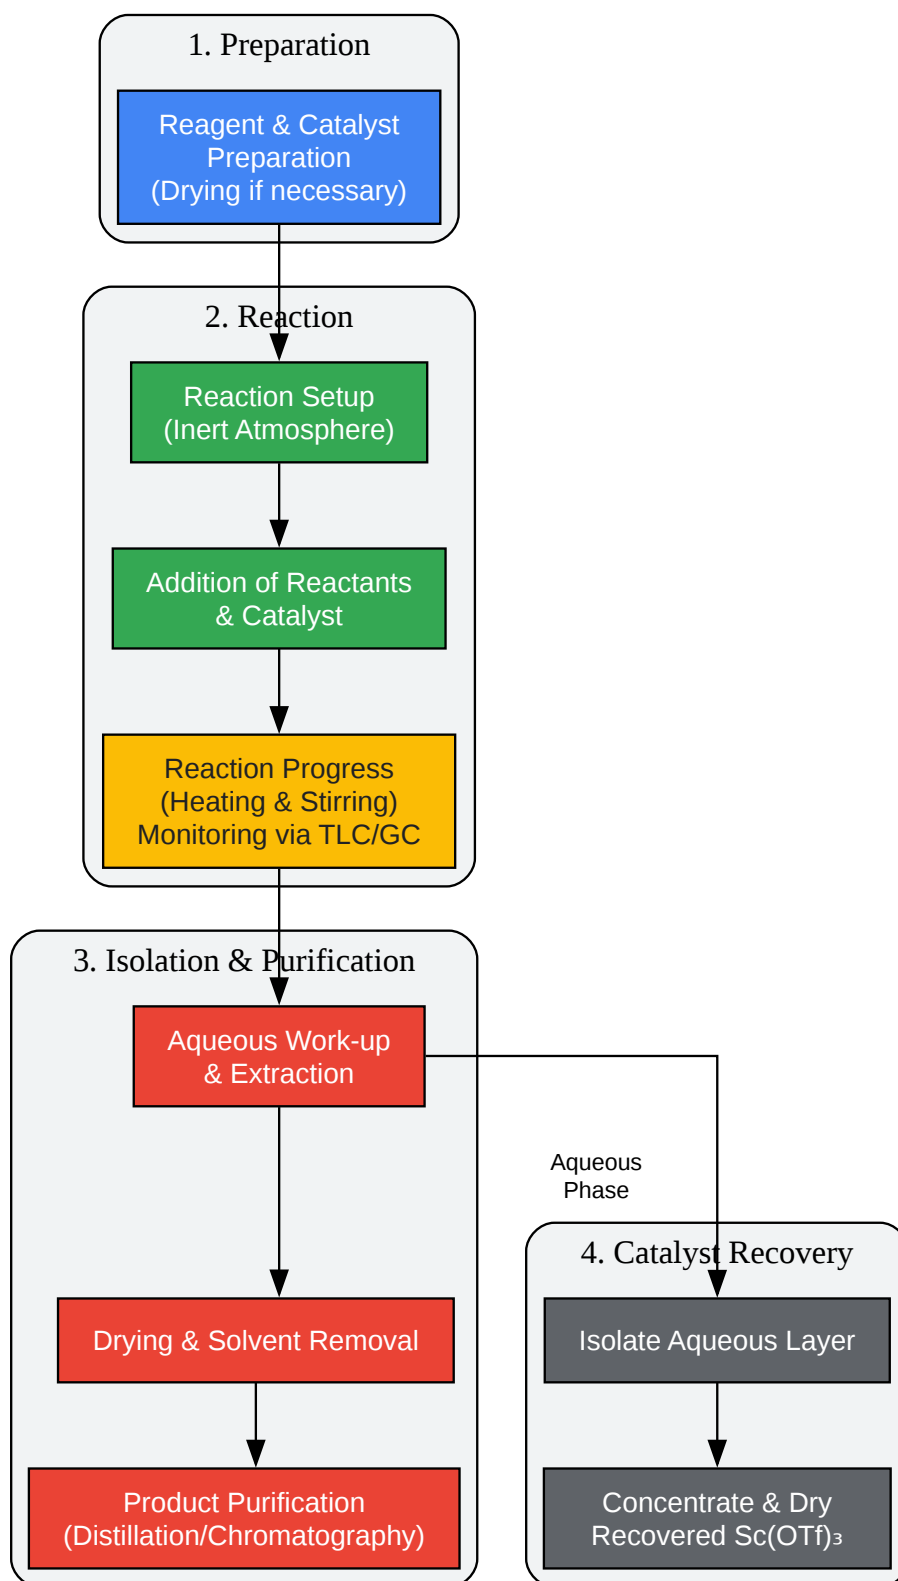 1. Preparation
Reagent & Catalyst
Preparation
(Drying if necessary)
2. Reaction
Reaction Setup
(Inert Atmosphere)
Addition of Reactants
& Catalyst
Reaction Progress
(Heating & Stirring)
Monitoring via TLC/GC
3. Isolation & Purification
Aqueous Work-up
& Extraction
Aqueous
Phase
4. Catalyst Recovery
Drying & Solvent Removal
Isolate Aqueous Layer
Product Purification
(Distillation/Chromatography)
Concentrate & Dry
Recovered Sc(OTf)₃